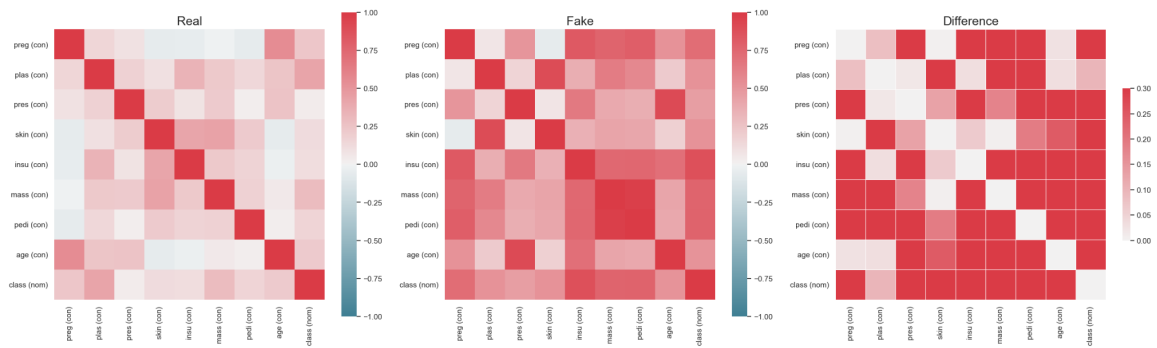 Real
preg (con)
plas (con)
pres (con)
skin (con)
insu (con)
mass (con)
pedi (con)
age (con)
class (nom)
preg (con)
plas (con)
pres (con)
skin (con)
insu (con)
mass (con)
pedi (con)
age (con)
class (nom)
1.00
0.75
0.50
0.25
0.00
−0.25
−0.50
−0.75
−1.00
Fake
preg (con)
plas (con)
pres (con)
skin (con)
insu (con)
mass (con)
pedi (con)
age (con)
class (nom)
preg (con)
plas (con)
pres (con)
skin (con)
insu (con)
mass (con)
pedi (con)
age (con)
class (nom)
1.00
0.75
0.50
0.25
0.00
−0.25
−0.50
−0.75
−1.00
Difference
preg (con)
plas (con)
pres (con)
skin (con)
insu (con)
mass (con)
pedi (con)
age (con)
class (nom)
preg (con)
plas (con)
pres (con)
skin (con)
insu (con)
mass (con)
pedi (con)
age (con)
class (nom)
0.30
0.25
0.20
0.15
0.10
0.05
0.00